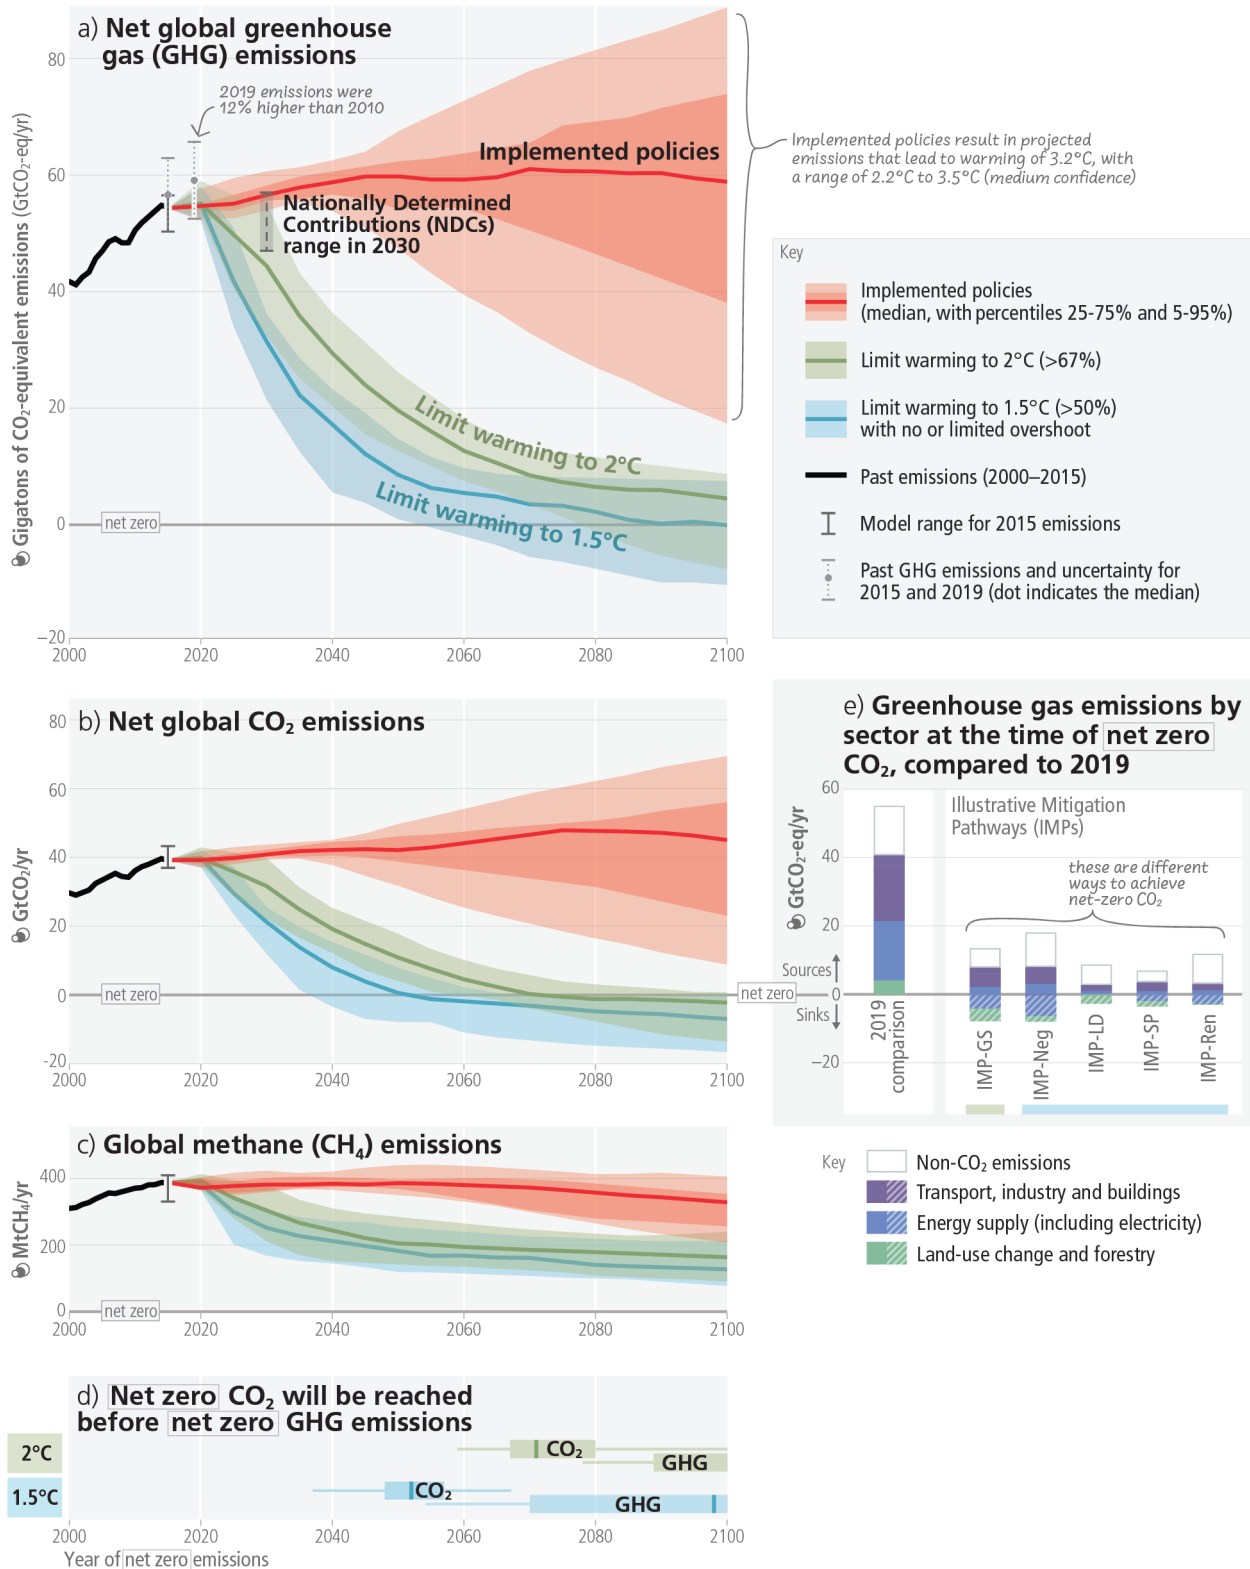 a) Net global greenhouse
gas (GHG) emissions
80
60
40
20
0
−20
Gigatons of CO₂-equivalent emissions (GtCO₂-eq/yr)
2019 emissions were
12% higher than 2010
Implemented policies
Nationally Determined
Contributions (NDCs)
range in 2030
Limit warming to 2°C
Limit warming to 1.5°C
net zero
2000 2020 2040 2060 2080 2100
Implemented policies result in projected
emissions that lead to warming of 3.2°C, with
a range of 2.2°C to 3.5°C (medium confidence)
Key
Implemented policies
(median, with percentiles 25-75% and 5-95%)
Limit warming to 2°C (>67%)
Limit warming to 1.5°C (>50%)
with no or limited overshoot
Past emissions (2000–2015)
Model range for 2015 emissions
Past GHG emissions and uncertainty for
2015 and 2019 (dot indicates the median)
b) Net global CO₂ emissions
80
60
40
20
0
-20
GtCO₂/yr
net zero
2000 2020 2040 2060 2080 2100
c) Global methane (CH₄) emissions
400
200
0
MtCH₄/yr
net zero
2000 2020 2040 2060 2080 2100
d) Net zero CO₂ will be reached
before net zero GHG emissions
2°C
CO₂
GHG
1.5°C
CO₂
GHG
2000 2020 2040 2060 2080 2100
Year of net zero emissions
e) Greenhouse gas emissions by
sector at the time of net zero
CO₂, compared to 2019
60
40
20
0
−20
GtCO₂-eq/yr
Illustrative Mitigation
Pathways (IMPs)
these are different
ways to achieve
net-zero CO₂
Sources
net zero
Sinks
2019
comparison
IMP-GS
IMP-Neg
IMP-LD
IMP-SP
IMP-Ren
Key
Non-CO₂ emissions
Transport, industry and buildings
Energy supply (including electricity)
Land-use change and forestry